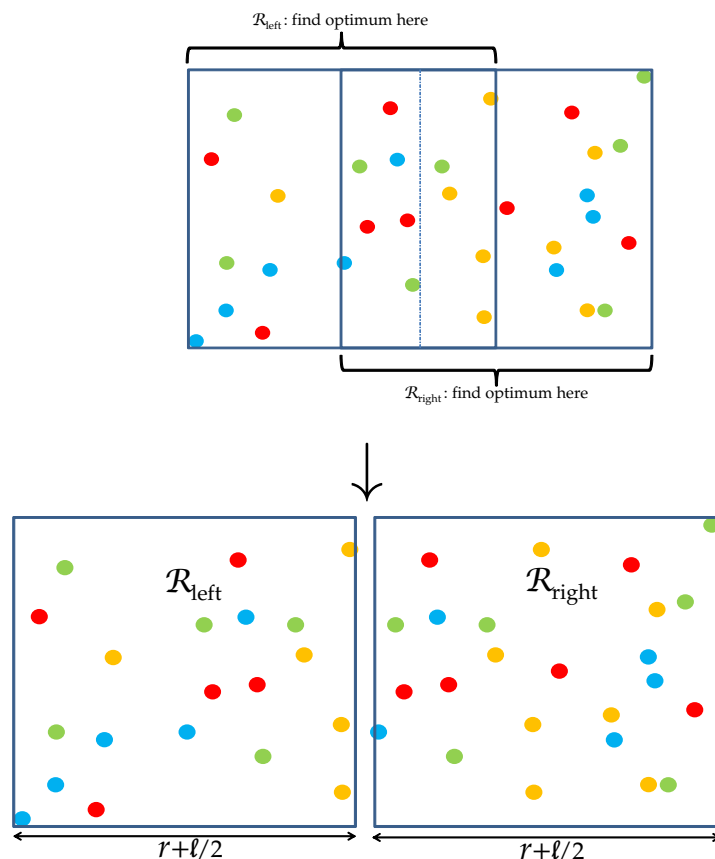 ℛleft: find optimum here
ℛright: find optimum here
ℛleft
ℛright
r+ℓ/2
r+ℓ/2